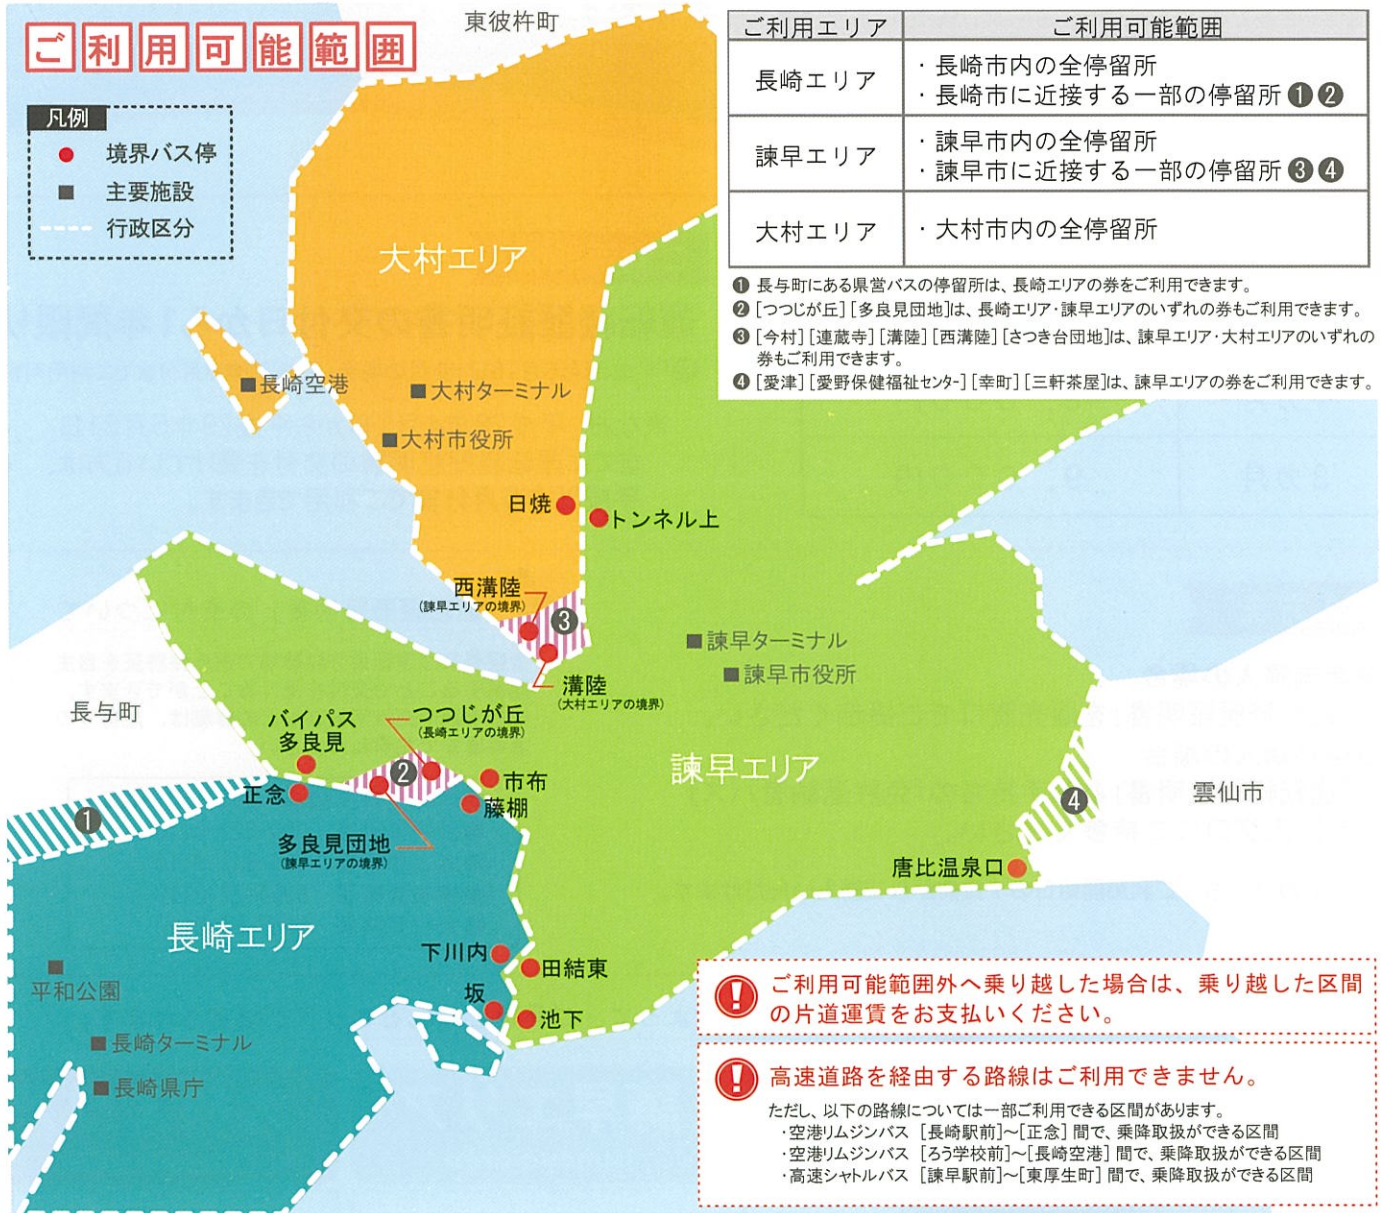 ご利用可能範囲
凡例
境界バス停
主要施設
行政区分
東彼杵町
ご利用エリア ご利用可能範囲
長崎エリア
・長崎市内の全停留所
・長崎市に近接する一部の停留所 ❶❷
諫早エリア
・諫早市内の全停留所
・諫早市に近接する一部の停留所 ❸❹
大村エリア
・大村市内の全停留所
❶ 長与町にある県営バスの停留所は、長崎エリアの券をご利用できます。
❷ [つつじが丘] [多良見団地]は、長崎エリア・諫早エリアのいずれの券もご利用できます。
❸ [今村] [連蔵寺] [溝陸] [西溝陸] [さつき台団地]は、諫早エリア・大村エリアのいずれの
券もご利用できます。
❹ [愛津] [愛野保健福祉センター] [幸町] [三軒茶屋]は、諫早エリアの券をご利用できます。
大村エリア
長崎空港
大村ターミナル
大村市役所
日焼
トンネル上
西溝陸
(諫早エリアの境界)
❸
溝陸
(大村エリアの境界)
諫早ターミナル
諫早市役所
長与町
バイパス
多良見
つつじが丘
(長崎エリアの境界)
❷
市布
正念
藤棚
諫早エリア
❹
雲仙市
❶
多良見団地
(諫早エリアの境界)
唐比温泉口
長崎エリア
下川内
田結東
坂
池下
平和公園
長崎ターミナル
長崎県庁
ご利用可能範囲外へ乗り越した場合は、乗り越した区間
の片道運賃をお支払いください。
高速道路を経由する路線はご利用できません。
ただし、以下の路線については一部ご利用できる区間があります。
・空港リムジンバス [長崎駅前]〜[正念] 間で、乗降取扱ができる区間
・空港リムジンバス [ろう学校前]〜[長崎空港] 間で、乗降取扱ができる区間
・高速シャトルバス [諫早駅前]〜[東厚生町] 間で、乗降取扱ができる区間